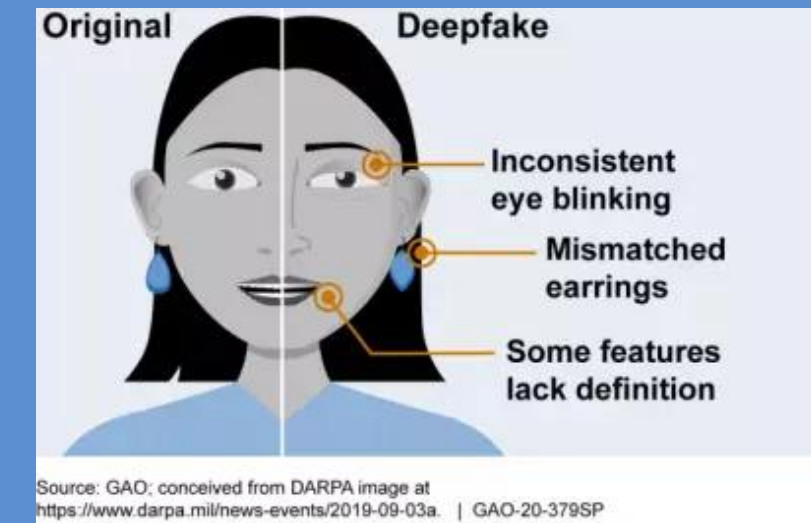 Original
Deepfake
Inconsistent
eye blinking
Mismatched
earrings
Some features
lack definition
Source: GAO; conceived from DARPA image at
https://www.darpa.mil/news-events/2019-09-03a. | GAO-20-379SP